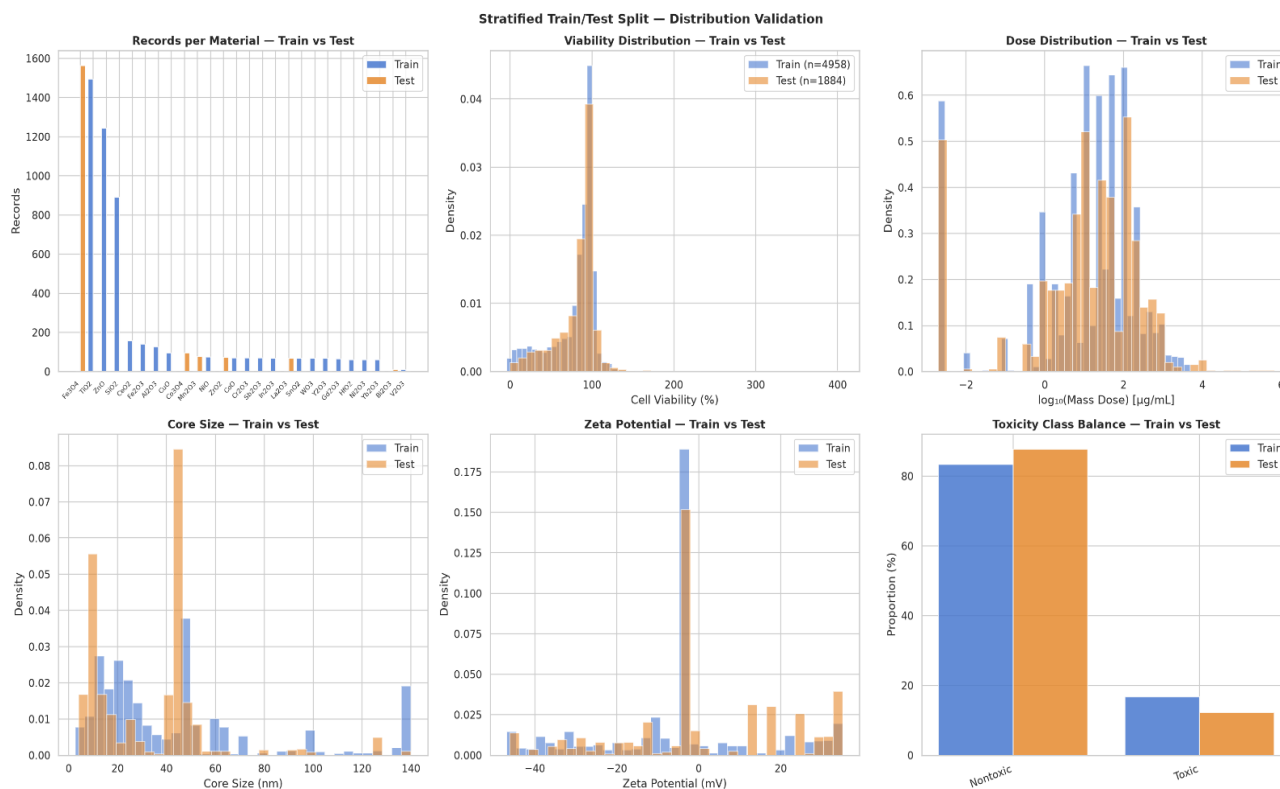 Stratified Train/Test Split — Distribution Validation
Records per Material — Train vs Test
Records
1600
1400
1200
1000
800
600
400
200
0
Fe3O4 TiO2 ZnO SiO2 CeO2 Fe2O3 Al2O3 CuO Co3O4 Mn2O3 NiO ZrO2 CoO Cr2O3 Sb2O3 In2O3 La2O3 SnO2 WO3 Y2O3 Gd2O3 HfO2 Ni2O3 Yb2O3 Bi2O3 V2O3
Train
Test
Viability Distribution — Train vs Test
Density
0.04
0.03
0.02
0.01
0.00
0 100 200 300 400
Cell Viability (%)
Train (n=4958)
Test (n=1884)
Dose Distribution — Train vs Test
Density
0.6
0.5
0.4
0.3
0.2
0.1
0.0
−2 0 2 4 6
log₁₀(Mass Dose) [µg/mL]
Train
Test
Core Size — Train vs Test
Density
0.08
0.07
0.06
0.05
0.04
0.03
0.02
0.01
0.00
0 20 40 60 80 100 120 140
Core Size (nm)
Train
Test
Zeta Potential — Train vs Test
Density
0.175
0.150
0.125
0.100
0.075
0.050
0.025
0.000
−40 −20 0 20
Zeta Potential (mV)
Train
Test
Toxicity Class Balance — Train vs Test
Proportion (%)
80
60
40
20
0
Nontoxic Toxic
Train
Test